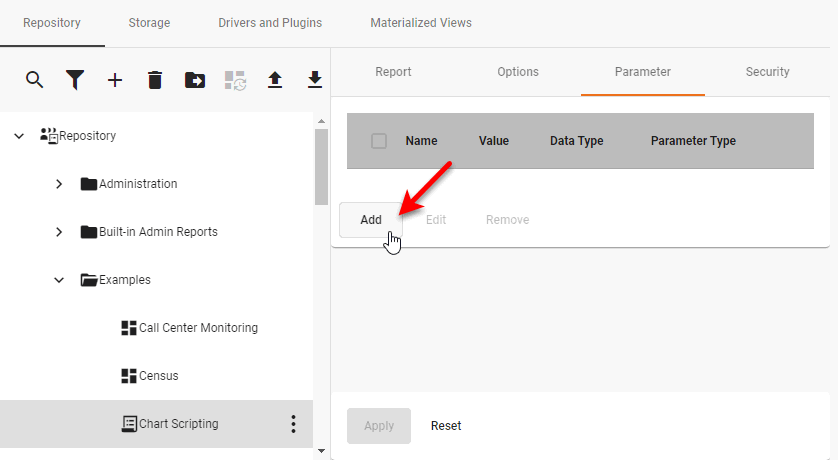 Repository Storage Drivers and Plugins Materialized Views
Report Options Parameter Security
Repository
Administration
Built-in Admin Reports
Examples
Call Center Monitoring
Census
Chart Scripting
Name Value Data Type Parameter Type
Add Edit Remove
Apply Reset